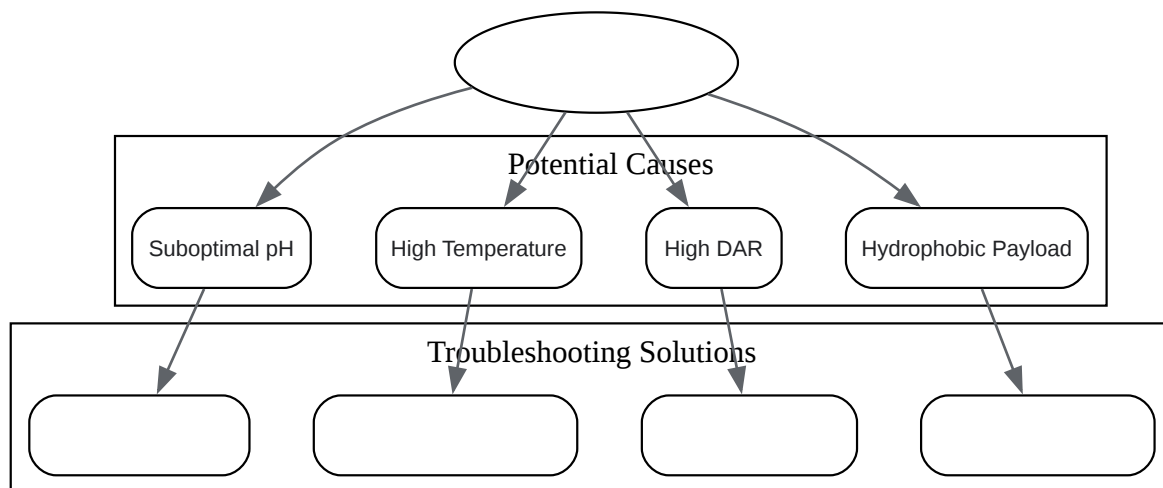 Potential Causes
Suboptimal pH
High Temperature
High DAR
Hydrophobic Payload
Troubleshooting Solutions